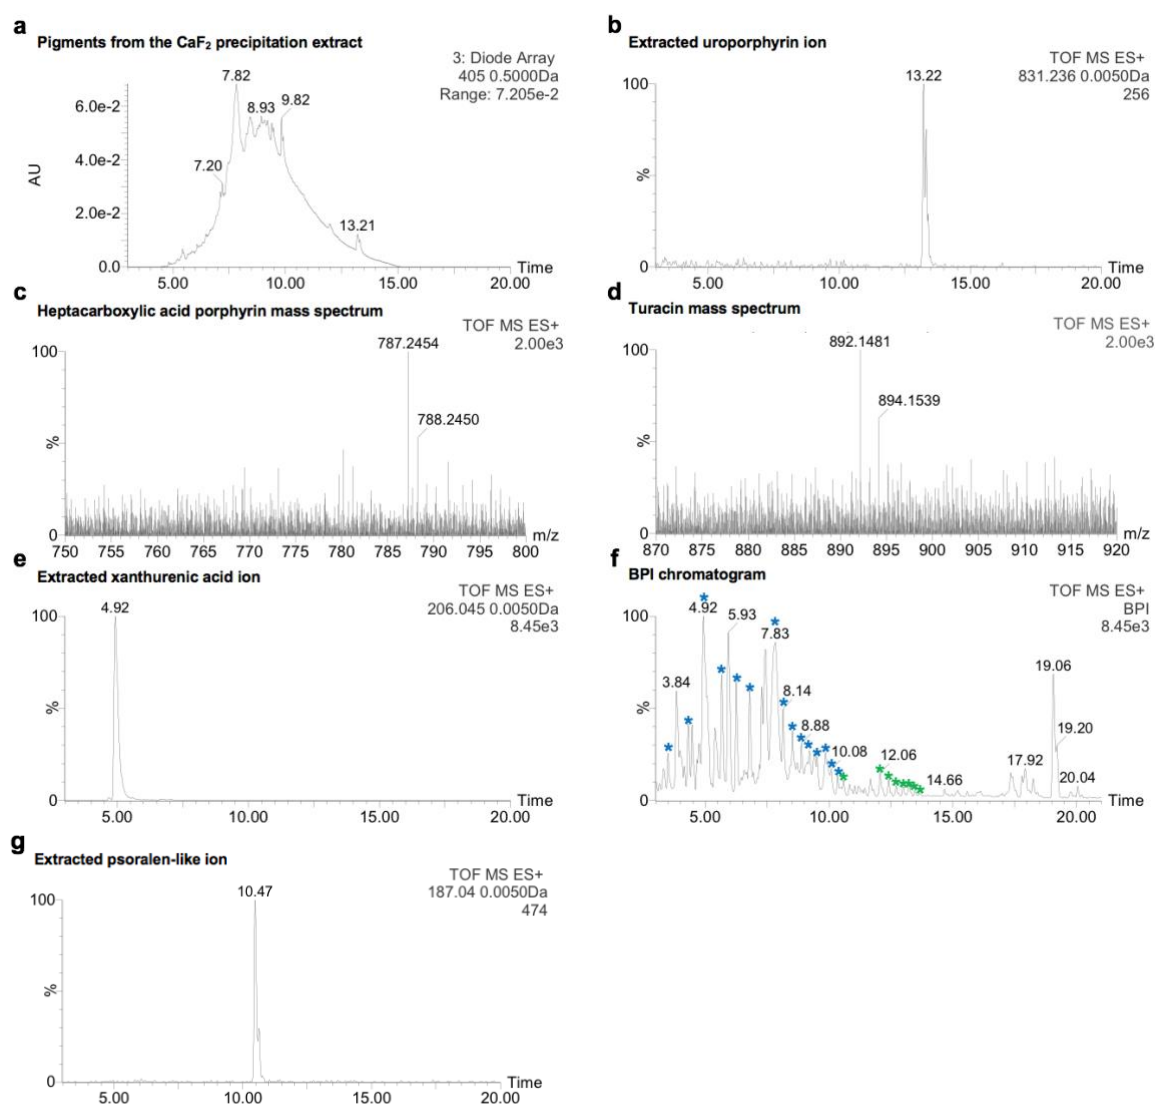 a
Pigments from the CaF2 precipitation extract
3: Diode Array
405 0.5000Da
Range: 7.205e-2
AU
6.0e-2
4.0e-2
2.0e-2
0.0
7.20
7.82
8.93
9.82
13.21
5.00 10.00 15.00 20.00
Time
b
Extracted uroporphyrin ion
TOF MS ES+
831.236 0.0050Da
256
100
%
0
13.22
5.00 10.00 15.00 20.00
Time
c
Heptacarboxylic acid porphyrin mass spectrum
TOF MS ES+
2.00e3
100
%
0
787.2454
788.2450
m/z
750 755 760 765 770 775 780 785 790 795 800
d
Turacin mass spectrum
TOF MS ES+
2.00e3
100
%
0
892.1481
894.1539
m/z
870 875 880 885 890 895 900 905 910 915 920
e
Extracted xanthurenic acid ion
TOF MS ES+
206.045 0.0050Da
8.45e3
100
%
0
4.92
5.00 10.00 15.00 20.00
Time
f
BPI chromatogram
TOF MS ES+
BPI
8.45e3
100
%
0
3.84
4.92
5.93
7.83
8.14
8.88
10.08
12.06
14.66
17.92
19.06
19.20
20.04
5.00 10.00 15.00 20.00
Time
g
Extracted psoralen-like ion
TOF MS ES+
187.04 0.0050Da
474
100
%
0
10.47
5.00 10.00 15.00 20.00
Time